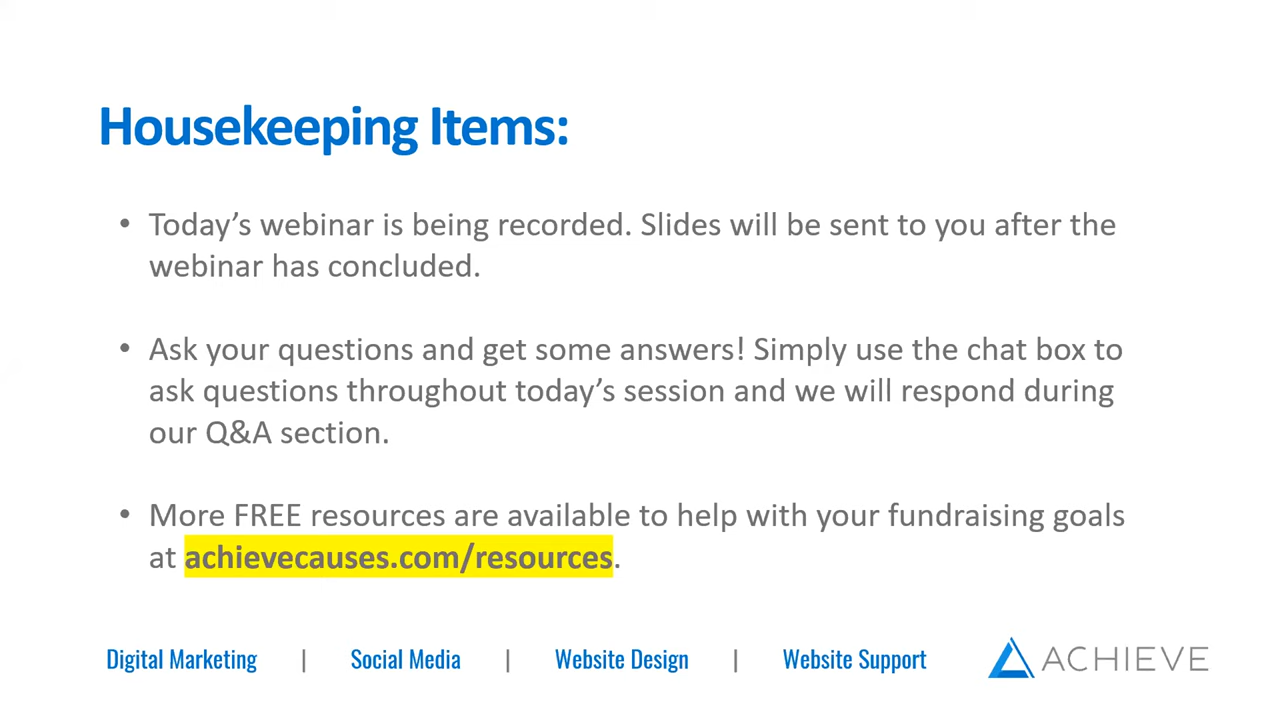 Housekeeping Items:
• Today’s webinar is being recorded. Slides will be sent to you after the
webinar has concluded.
• Ask your questions and get some answers! Simply use the chat box to
ask questions throughout today’s session and we will respond during
our Q&A section.
• More FREE resources are available to help with your fundraising goals
at achievecauses.com/resources.
Digital Marketing | Social Media | Website Design | Website Support ACHIEVE